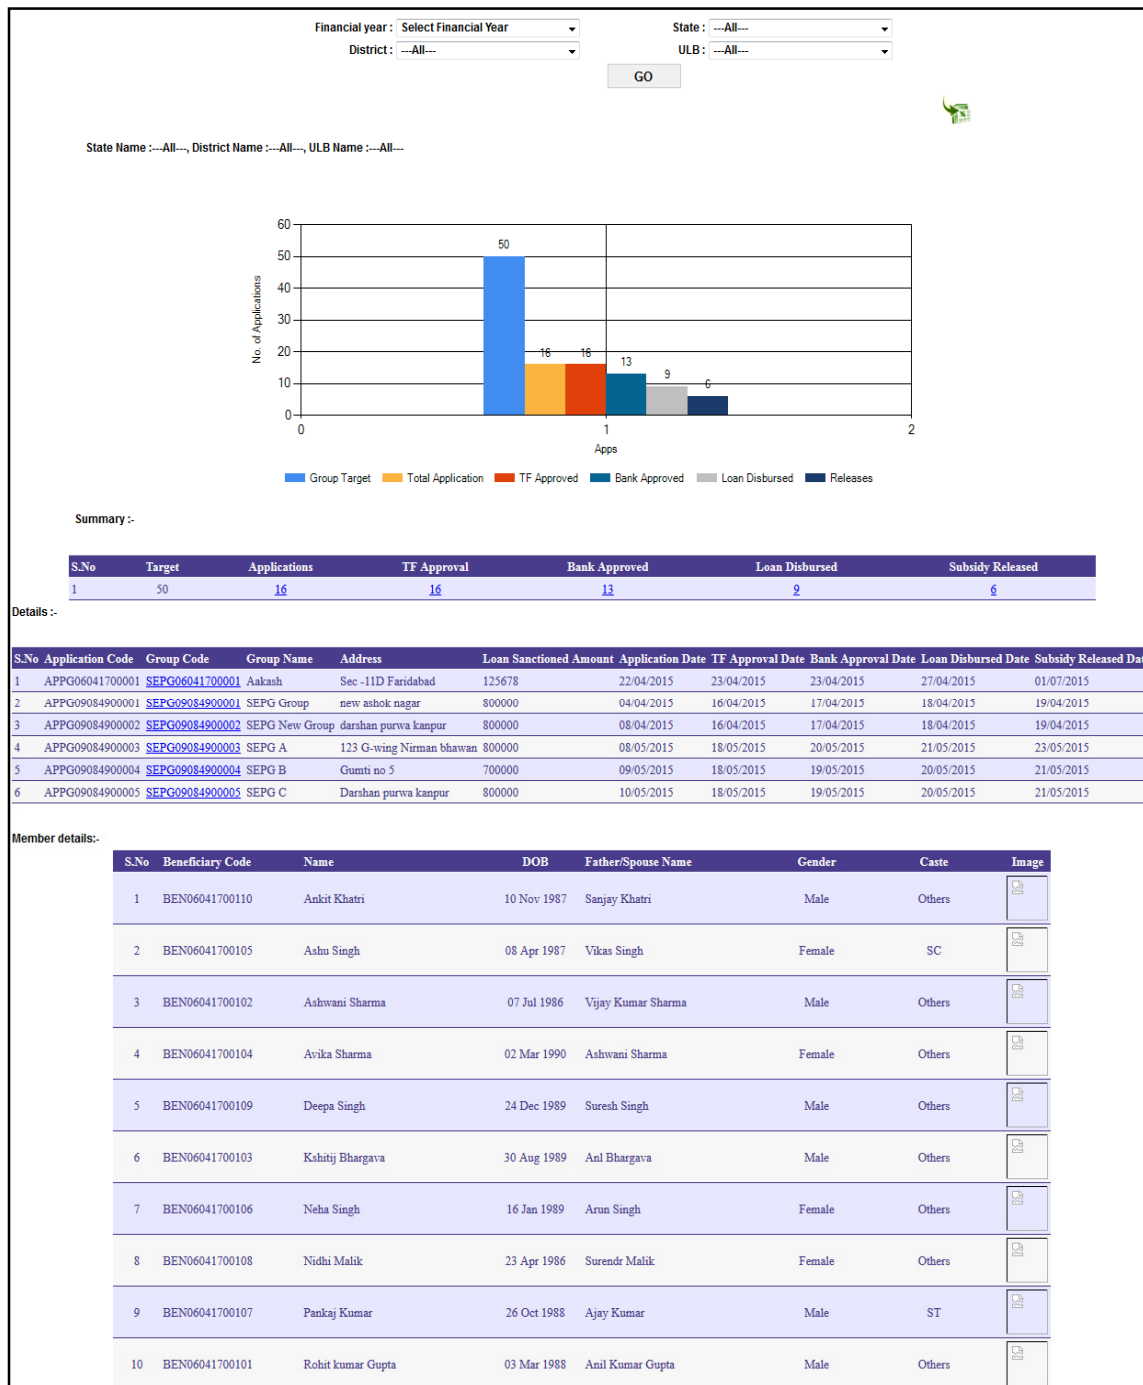 Financial year : Select Financial Year State : ---All---
District : ---All--- ULB : ---All---
GO
State Name :---All---, District Name :---All---, ULB Name :---All---
60
50
40
30
20
10
0
No. of Applications
50
16
16
13
9
6
0 1 2
Apps
Group Target Total Application TF Approved Bank Approved Loan Disbursed Releases
Summary :-
S.No Target Applications TF Approval Bank Approved Loan Disbursed Subsidy Released
1 50 16 16 13 9 6
Details :-
S.No Application Code Group Code Group Name Address Loan Sanctioned Amount Application Date TF Approval Date Bank Approval Date Loan Disbursed Date Subsidy Released Dat
1 APPG06041700001 SEPG06041700001 Aakash Sec -11D Faridabad 125678 22/04/2015 23/04/2015 23/04/2015 27/04/2015 01/07/2015
2 APPG09084900001 SEPG09084900001 SEPG Group new ashok nagar 800000 04/04/2015 16/04/2015 17/04/2015 18/04/2015 19/04/2015
3 APPG09084900002 SEPG09084900002 SEPG New Group darshan purwa kanpur 800000 08/04/2015 16/04/2015 17/04/2015 18/04/2015 19/04/2015
4 APPG09084900003 SEPG09084900003 SEPG A 123 G-wing Nirman bhawan 800000 08/05/2015 18/05/2015 20/05/2015 21/05/2015 23/05/2015
5 APPG09084900004 SEPG09084900004 SEPG B Gumti no 5 700000 09/05/2015 18/05/2015 19/05/2015 20/05/2015 21/05/2015
6 APPG09084900005 SEPG09084900005 SEPG C Darshan purwa kanpur 800000 10/05/2015 18/05/2015 19/05/2015 20/05/2015 21/05/2015
Member details:-
S.No Beneficiary Code Name DOB Father/Spouse Name Gender Caste Image
1 BEN06041700110 Ankit Khatri 10 Nov 1987 Sanjay Khatri Male Others
2 BEN06041700105 Ashu Singh 08 Apr 1987 Vikas Singh Female SC
3 BEN06041700102 Ashwani Sharma 07 Jul 1986 Vijay Kumar Sharma Male Others
4 BEN06041700104 Avika Sharma 02 Mar 1990 Ashwani Sharma Female Others
5 BEN06041700109 Deepa Singh 24 Dec 1989 Suresh Singh Male Others
6 BEN06041700103 Kshitij Bhargava 30 Aug 1989 Anl Bhargava Male Others
7 BEN06041700106 Neha Singh 16 Jan 1989 Arun Singh Female Others
8 BEN06041700108 Nidhi Malik 23 Apr 1986 Surendr Malik Female Others
9 BEN06041700107 Pankaj Kumar 26 Oct 1988 Ajay Kumar Male ST
10 BEN06041700101 Rohit kumar Gupta 03 Mar 1988 Anil Kumar Gupta Male Others